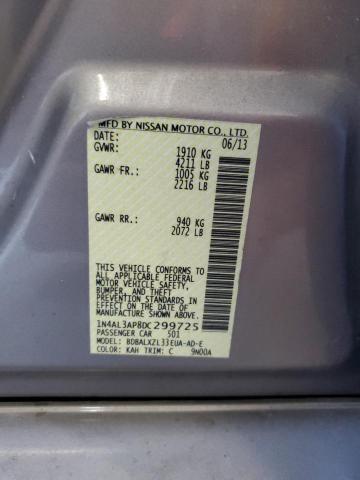 MFD BY NISSAN MOTOR CO., LTD.
DATE: 06/13
GVWR: 1910 KG
4211 LB
GAWR FR.: 1005 KG
2216 LB
GAWR RR.: 940 KG
2072 LB
THIS VEHICLE CONFORMS TO
ALL APPLICABLE FEDERAL
MOTOR VEHICLE SAFETY,
BUMPER, AND THEFT
PREVENTION STANDARDS
IN EFFECT ON THE DATE OF
MANUFACTURE SHOWN ABOVE.
1N4AL3AP8DC299725
PASSENGER CAR 501
MODEL: BDBALXZL33EUA-AD-E
COLOR: KAH TRIM: C 9N00A